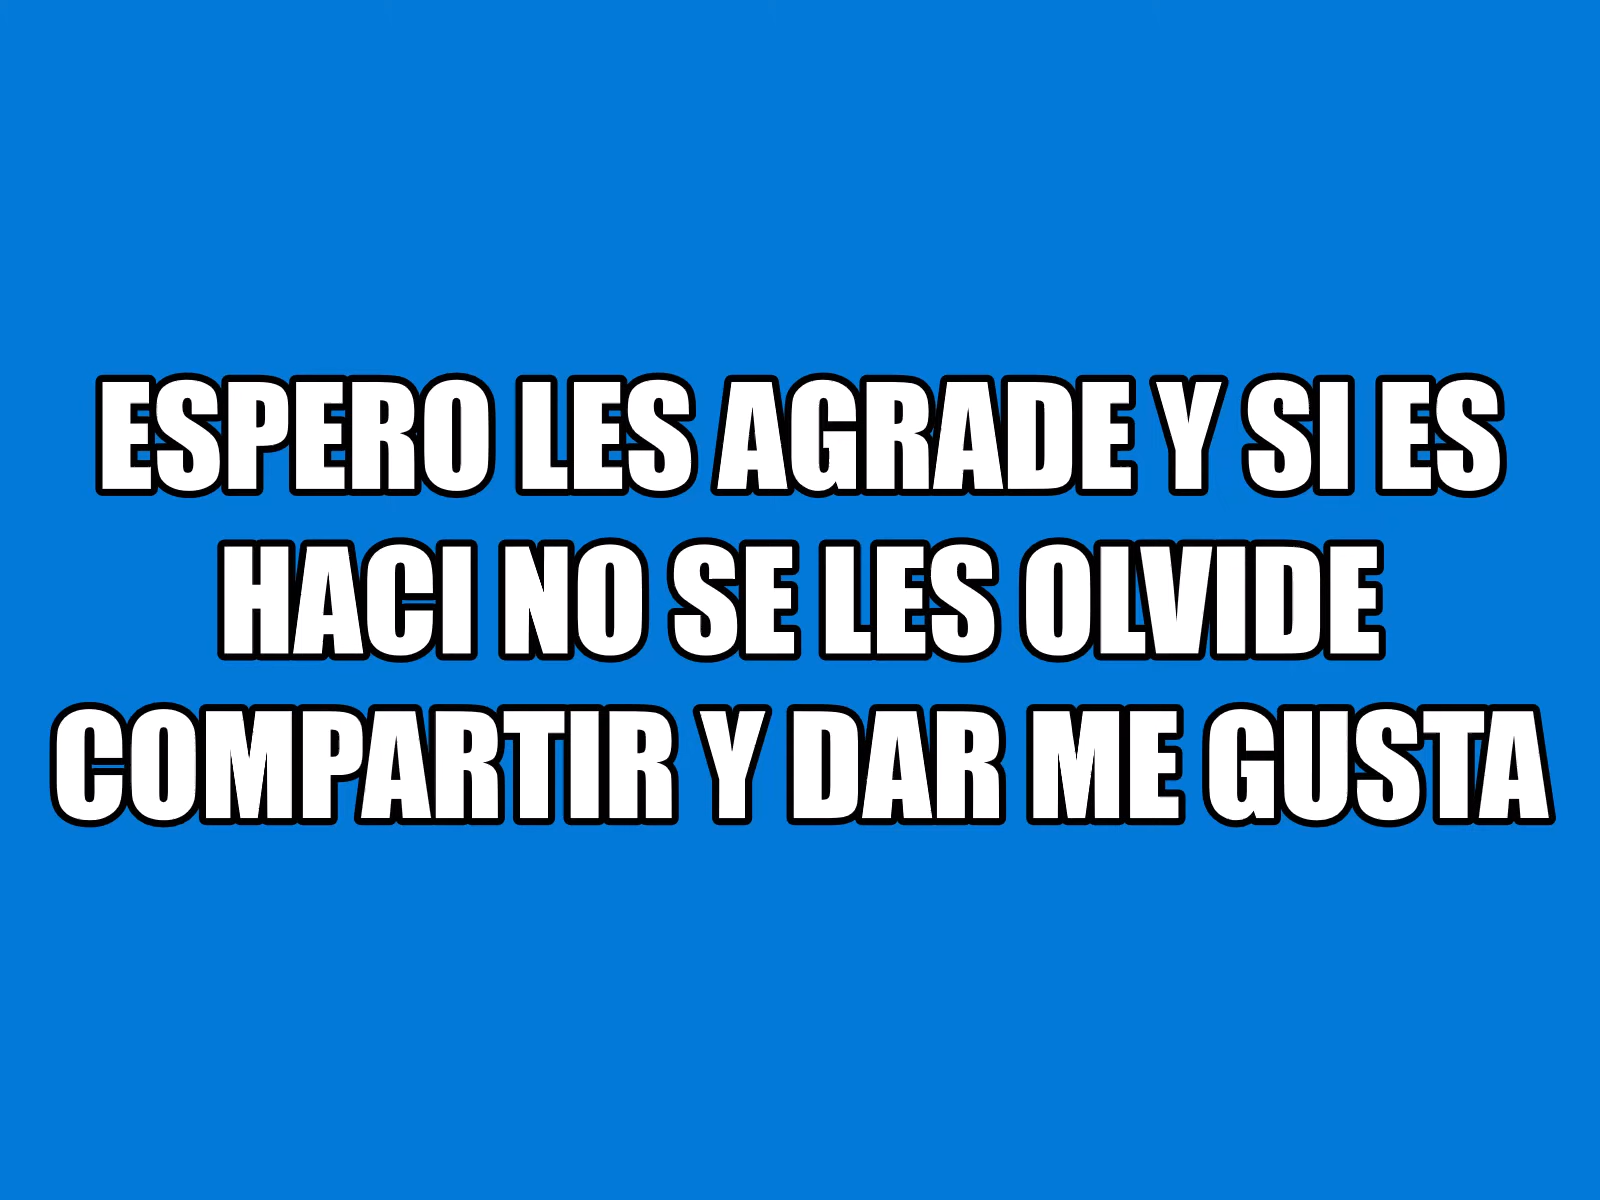 ESPERO LES AGRADE Y SI ES
HACI NO SE LES OLVIDE
COMPARTIR Y DAR ME GUSTA